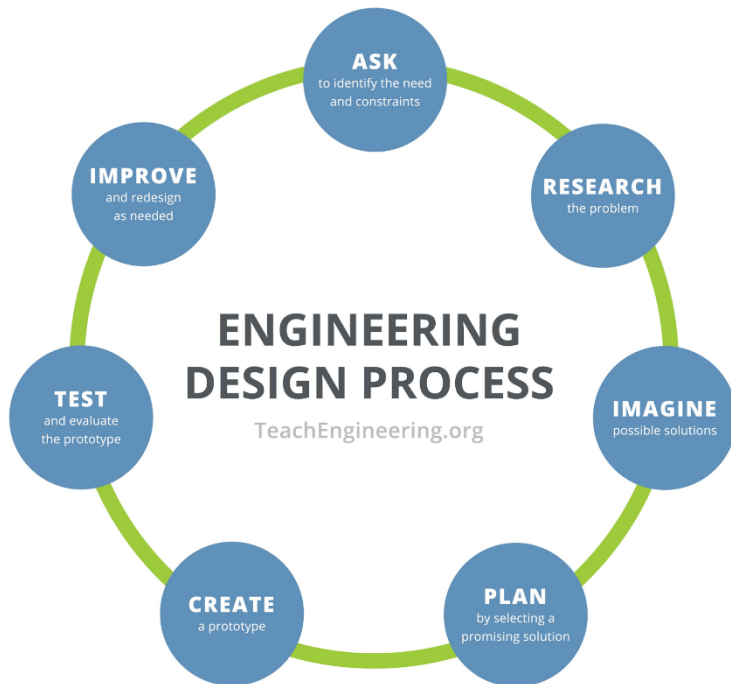 ASK
to identify the need
and constraints
RESEARCH
the problem
IMAGINE
possible solutions
PLAN
by selecting a
promising solution
CREATE
a prototype
TEST
and evaluate
the prototype
IMPROVE
and redesign
as needed
ENGINEERING
DESIGN PROCESS
TeachEngineering.org